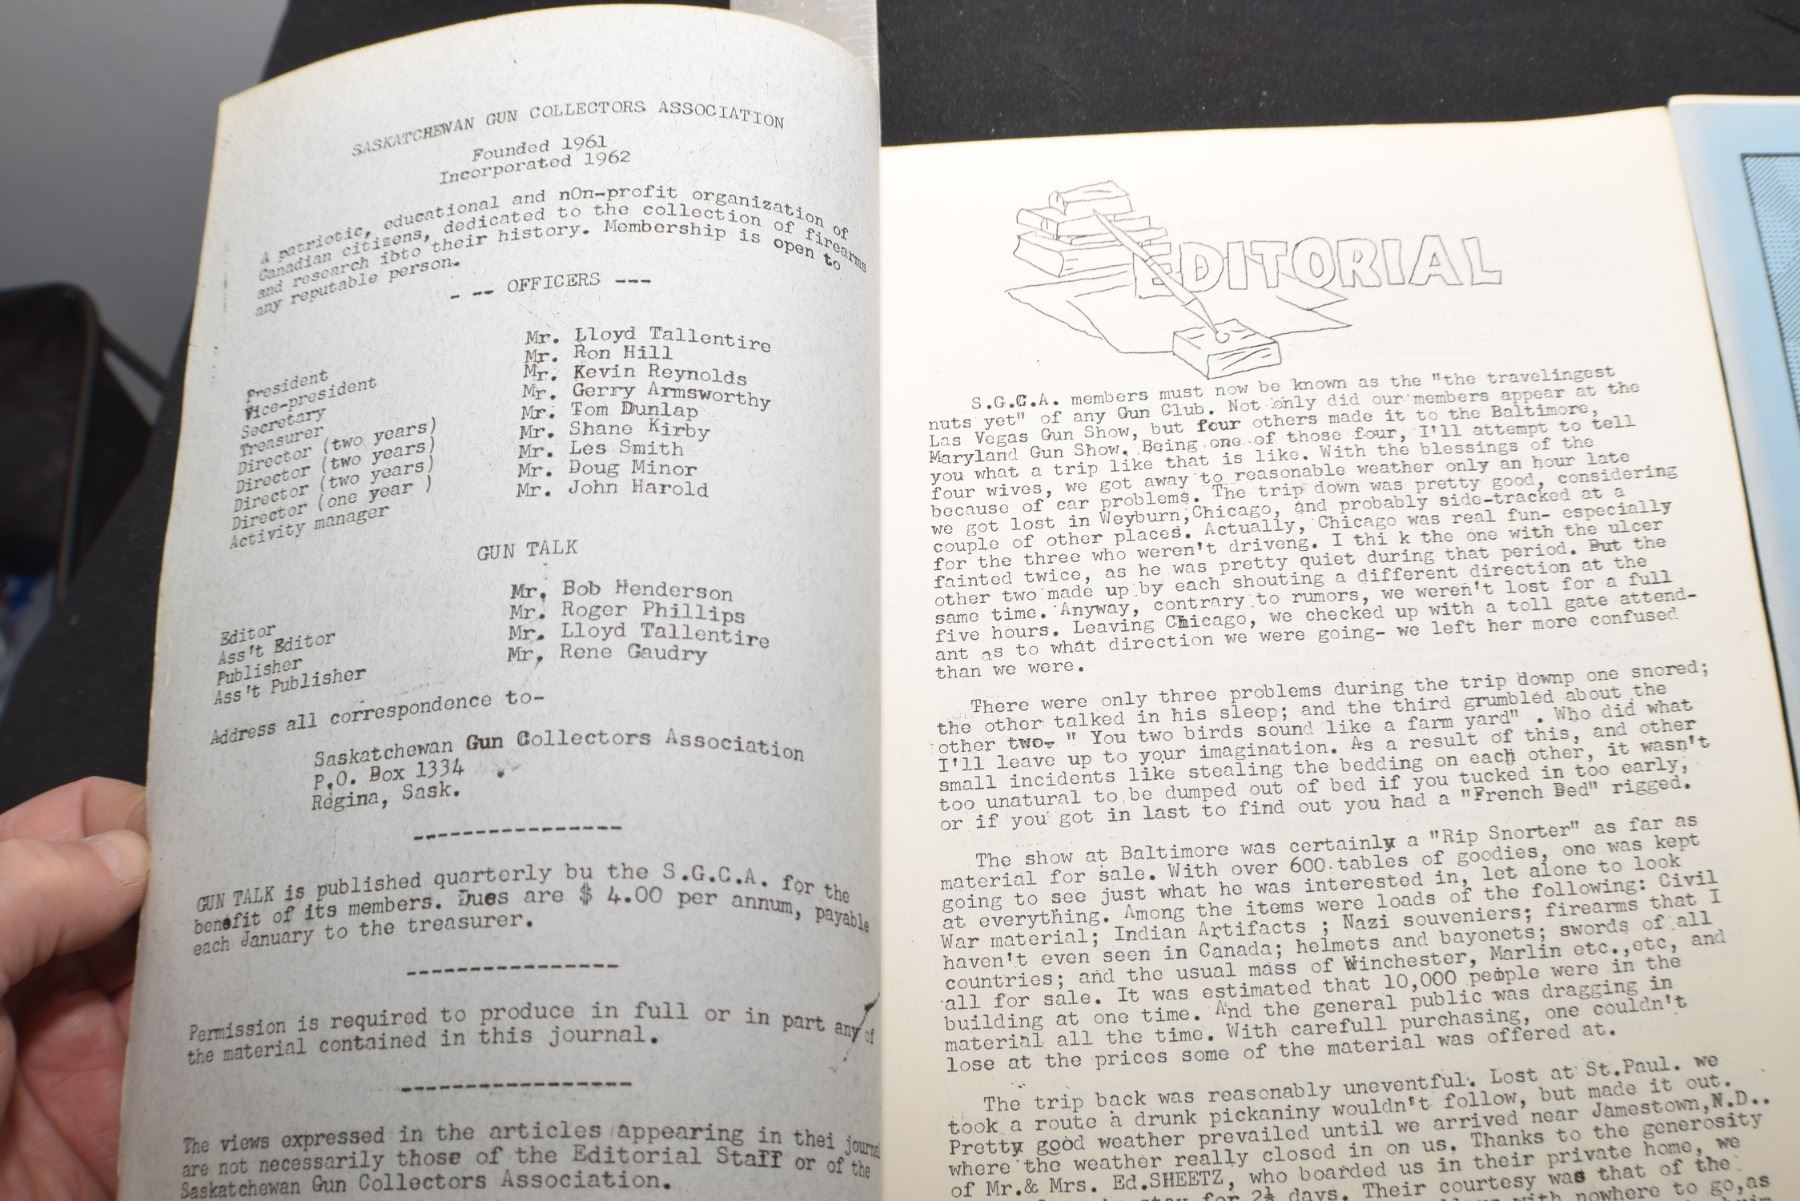 SASKATCHEWAN GUN COLLECTORS ASSOCIATION
Founded 1961
Incorporated 1962
A patriotic, educational and nOn-profit organization of
Canadian citizens, dedicated to the collection of firearms
and research ibto their history. Membership is open to
any reputable person.
- -- OFFICERS ---
President Mr. Lloyd Tallentire
Vice-president Mr. Ron Hill
Secretary Mr. Kevin Reynolds
Treasurer Mr. Gerry Armsworthy
Director (two years) Mr. Tom Dunlap
Director (two years) Mr. Shane Kirby
Director (two years) Mr. Les Smith
Director (one year ) Mr. Doug Minor
Activity manager Mr. John Harold
GUN TALK
Editor Mr. Bob Henderson
Ass't Editor Mr. Roger Phillips
Publisher Mr. Lloyd Tallentire
Ass't Publisher Mr. Rene Gaudry
Address all correspondence to-
Saskatchewan Gun Collectors Association
P.O. Box 1334
Regina, Sask.
GUN TALK is published quarterly bu the S.G.C.A. for the
benefit of its members. Dues are $ 4.00 per annum, payable
each January to the treasurer.
Permission is required to produce in full or in part any of
the material contained in this journal.
The views expressed in the articles appearing in thei journal
are not necessarily those of the Editorial Staff or of the
Saskatchewan Gun Collectors Association.
EDITORIAL
S.G.C.A. members must now be known as the "the travelingest
nuts yet" of any Gun Club. Not only did our members appear at the
Las Vegas Gun Show, but four others made it to the Baltimore,
Maryland Gun Show. Being one of those four, I'll attempt to tell
you what a trip like that is like. With the blessings of the
four wives, we got away to reasonable weather only an hour late
because of car problems. The trip down was pretty good, considering
we got lost in Weyburn, Chicago, and probably side-tracked at a
couple of other places. Actually, Chicago was real fun- especially
for the three who weren't driveng. I thi k the one with the ulcer
fainted twice, as he was pretty quiet during that period. But the
other two made up by each shouting a different direction at the
same time. Anyway, contrary to rumors, we weren't lost for a full
five hours. Leaving Chicago, we checked up with a toll gate attend-
ant as to what direction we were going- we left her more confused
than we were.
There were only three problems during the trip downp one snored;
the other talked in his sleep; and the third grumbled about the
other two. " You two birds sound like a farm yard" . Who did what
I'll leave up to your imagination. As a result of this, and other
small incidents like stealing the bedding on each other, it wasn't
too unnatural to be dumped out of bed if you tucked in too early,
or if you got in last to find out you had a "French Bed" rigged.
The show at Baltimore was certainly a "Rip Snorter" as far as
material for sale. With over 600 tables of goodies, one was kept
going to see just what he was interested in, let alone to look
at everything. Among the items were loads of the following: Civil
War material; Indian Artifacts ; Nazi souveniers; firearms that I
haven't even seen in Canada; helmets and bayonets; swords of all
countries; and the usual mass of Winchester, Marlin etc.,etc, and
all for sale. It was estimated that 10,000 people were in the
building at one time. And the general public was dragging in
material all the time. With carefull purchasing, one couldn't
lose at the prices some of the material was offered at.
The trip back was reasonably uneventful. Lost at St.Paul. we
took a route a drunk pickaniny wouldn't follow, but made it out.
Pretty good weather prevailed until we arrived near Jamestown,N.D..
where the weather really closed in on us. Thanks to the generosity
of Mr.& Mrs. Ed.SHEETZ, who boarded us in their private home, we
stay for 2½ days. Their courtesy was that of the
with nowhere to go,as